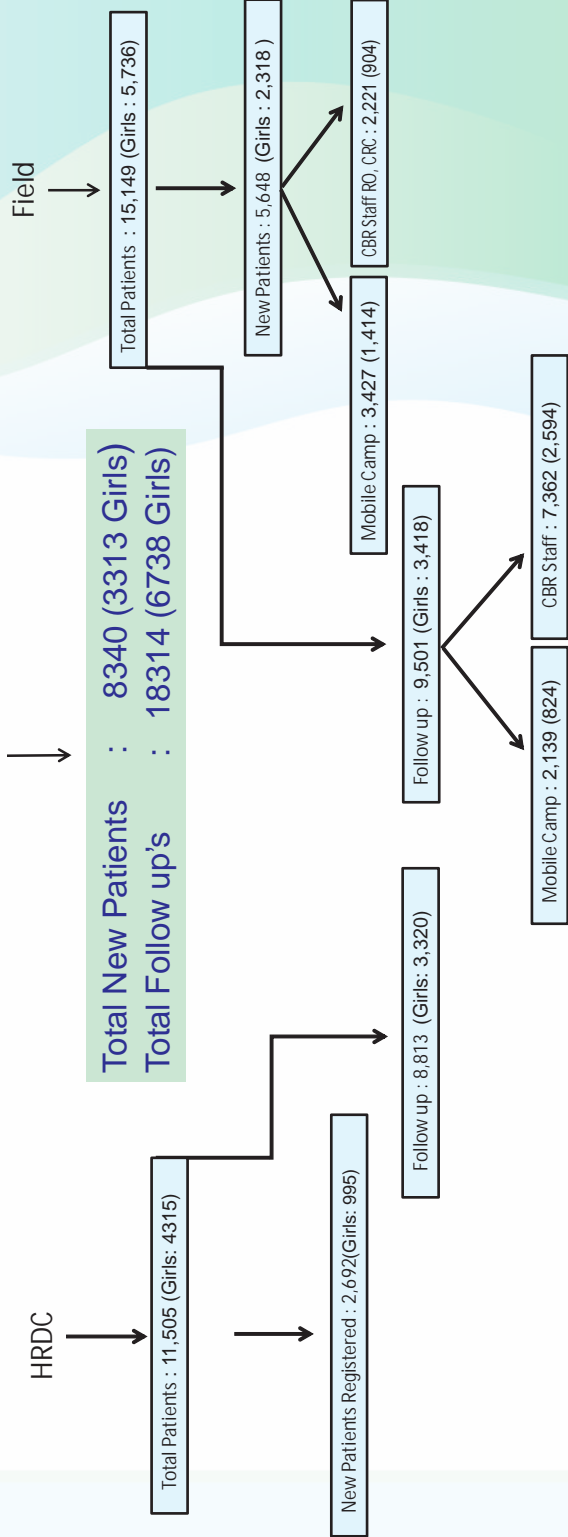 Total New Patients : 8340 (3313 Girls)
Total Follow up's : 18314 (6738 Girls)
HRDC
Total Patients : 11,505 (Girls: 4315)
New Patients Registered : 2,692(Girls: 995)
Follow up : 8,813 (Girls: 3,320)
Field
Total Patients : 15,149 (Girls : 5,736)
New Patients : 5,648 (Girls : 2,318 )
Mobile Camp : 3,427 (1,414)
CBR Staff RO, CRC : 2,221 (904)
Follow up : 9,501 (Girls : 3,418)
Mobile Camp : 2,139 (824)
CBR Staff : 7,362 (2,594)